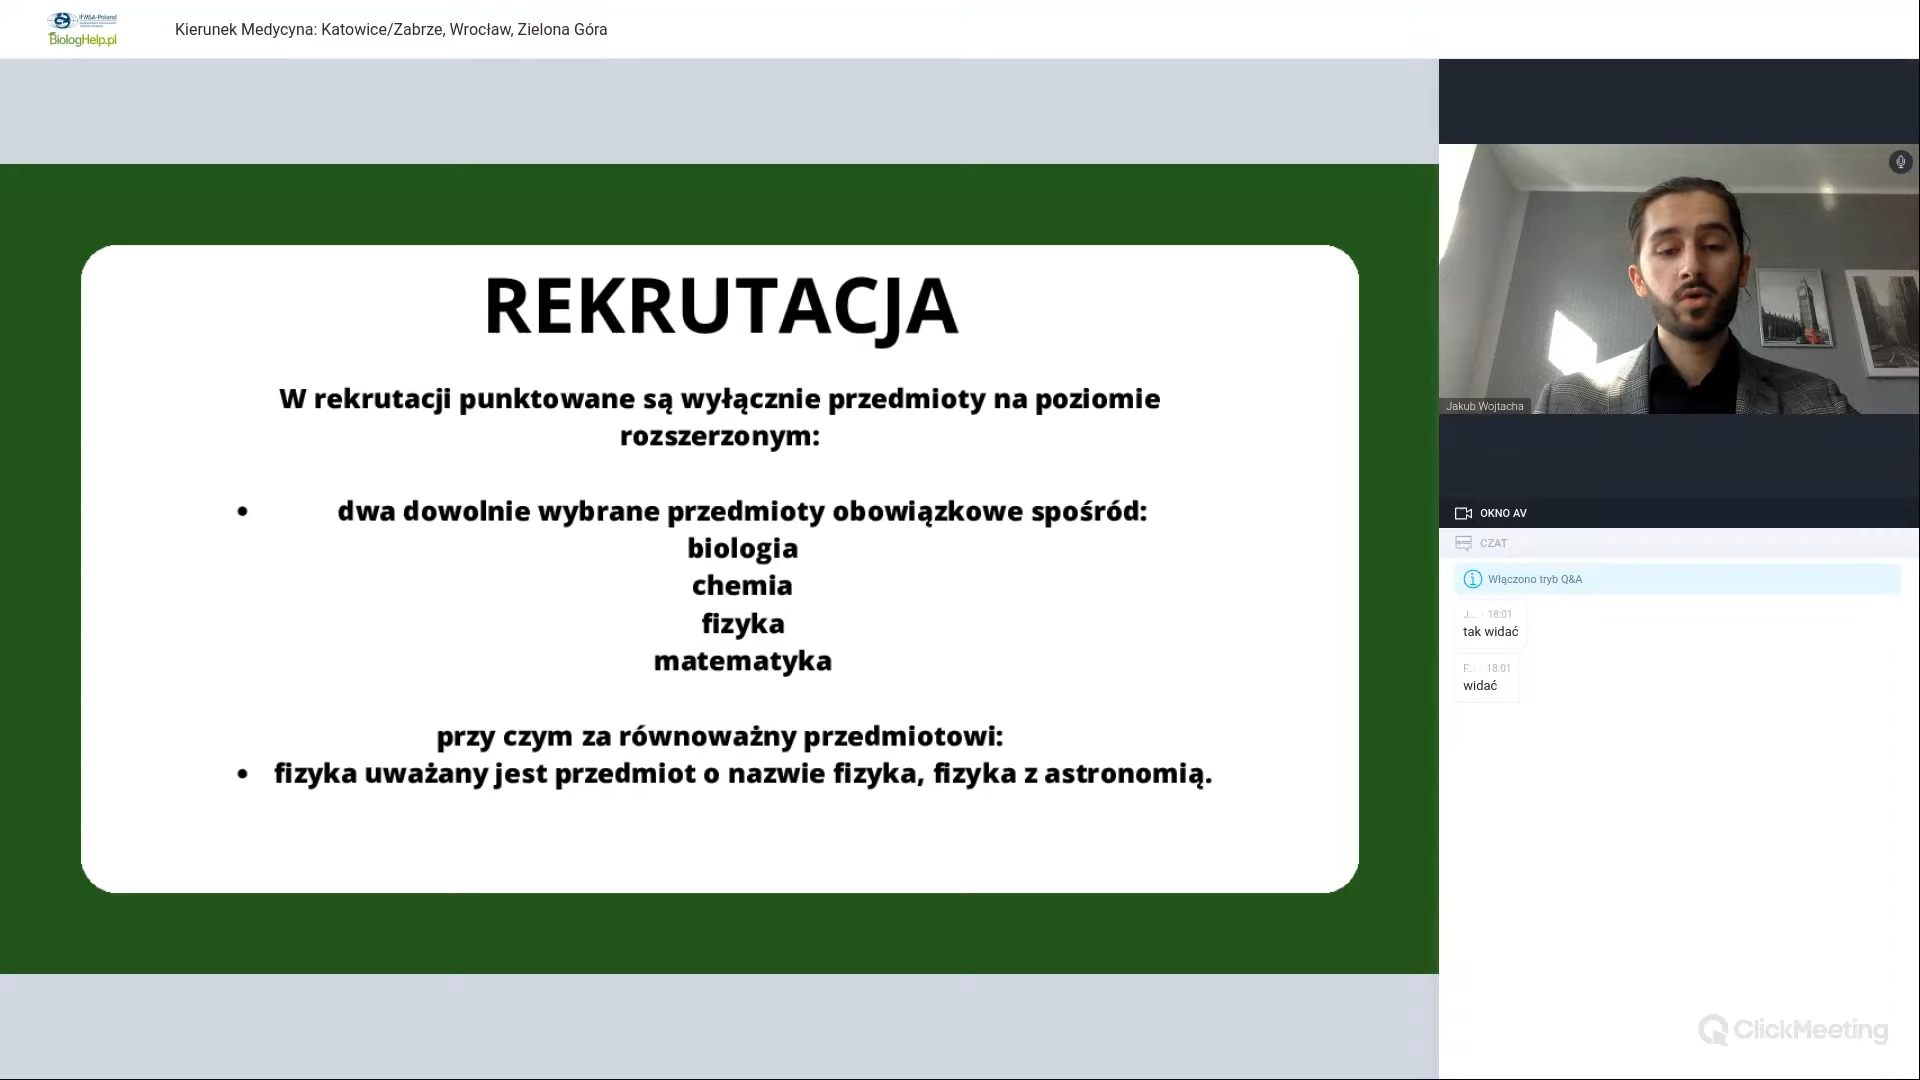 IFMSA-Poland
BiologHelp.pl
Kierunek Medycyna: Katowice/Zabrze, Wrocław, Zielona Góra
REKRUTACJA
W rekrutacji punktowane są wyłącznie przedmioty na poziomie
rozszerzonym:
• dwa dowolnie wybrane przedmioty obowiązkowe spośród:
biologia
chemia
fizyka
matematyka
przy czym za równoważny przedmiotowi:
• fizyka uważany jest przedmiot o nazwie fizyka, fizyka z astronomią.
Jakub Wojtacha
OKNO AV
CZAT
Włączono tryb Q&A
J... · 18:01
tak widać
F... · 18:01
widać
ClickMeeting